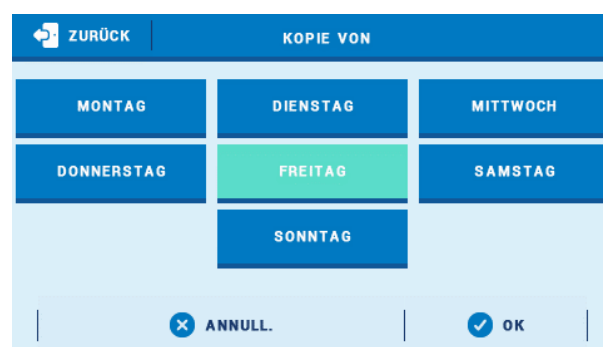 ZURÜCK KOPIE VON
MONTAG DIENSTAG MITTWOCH
DONNERSTAG FREITAG SAMSTAG
SONNTAG
ANNULL. OK